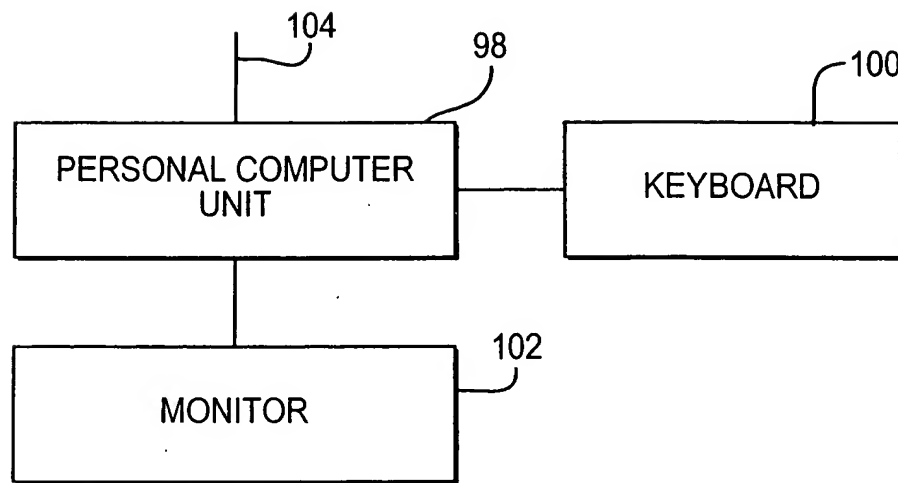 104
98
100
PERSONAL COMPUTER
UNIT
KEYBOARD
102
MONITOR